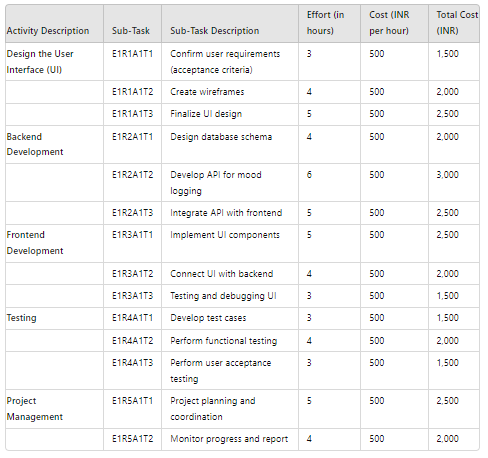 Activity Description Sub-Task Sub-Task Description Effort (in hours) Cost (INR per hour) Total Cost (INR)
Design the User Interface (UI) E1R1A1T1 Confirm user requirements (acceptance criteria) 3 500 1,500
E1R1A1T2 Create wireframes 4 500 2,000
E1R1A1T3 Finalize UI design 5 500 2,500
Backend Development E1R2A1T1 Design database schema 4 500 2,000
E1R2A1T2 Develop API for mood logging 6 500 3,000
E1R2A1T3 Integrate API with frontend 5 500 2,500
Frontend Development E1R3A1T1 Implement UI components 5 500 2,500
E1R3A1T2 Connect UI with backend 4 500 2,000
E1R3A1T3 Testing and debugging UI 3 500 1,500
Testing E1R4A1T1 Develop test cases 3 500 1,500
E1R4A1T2 Perform functional testing 4 500 2,000
E1R4A1T3 Perform user acceptance testing 3 500 1,500
Project Management E1R5A1T1 Project planning and coordination 5 500 2,500
E1R5A1T2 Monitor progress and report 4 500 2,000